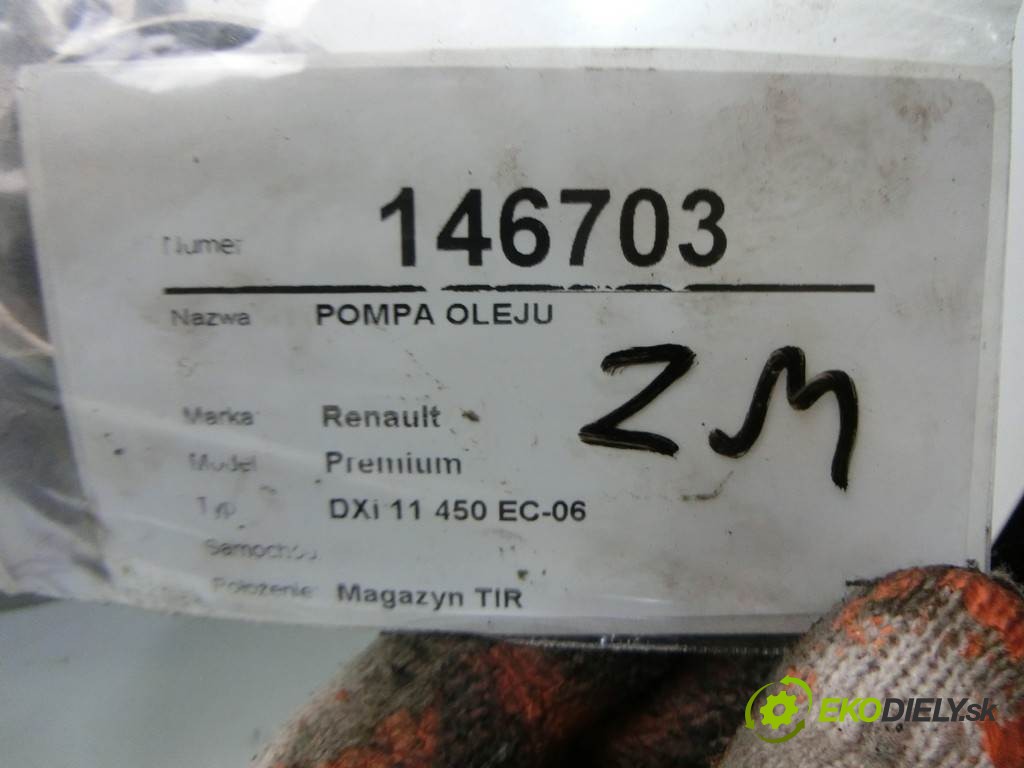 Numer 146703
Nazwa POMPA OLEJU
ZM
Marka Renault
Model Premium
Typ DXi 11 450 EC-06
Samochód
Położenie Magazyn TIR
EKODIELY.sk